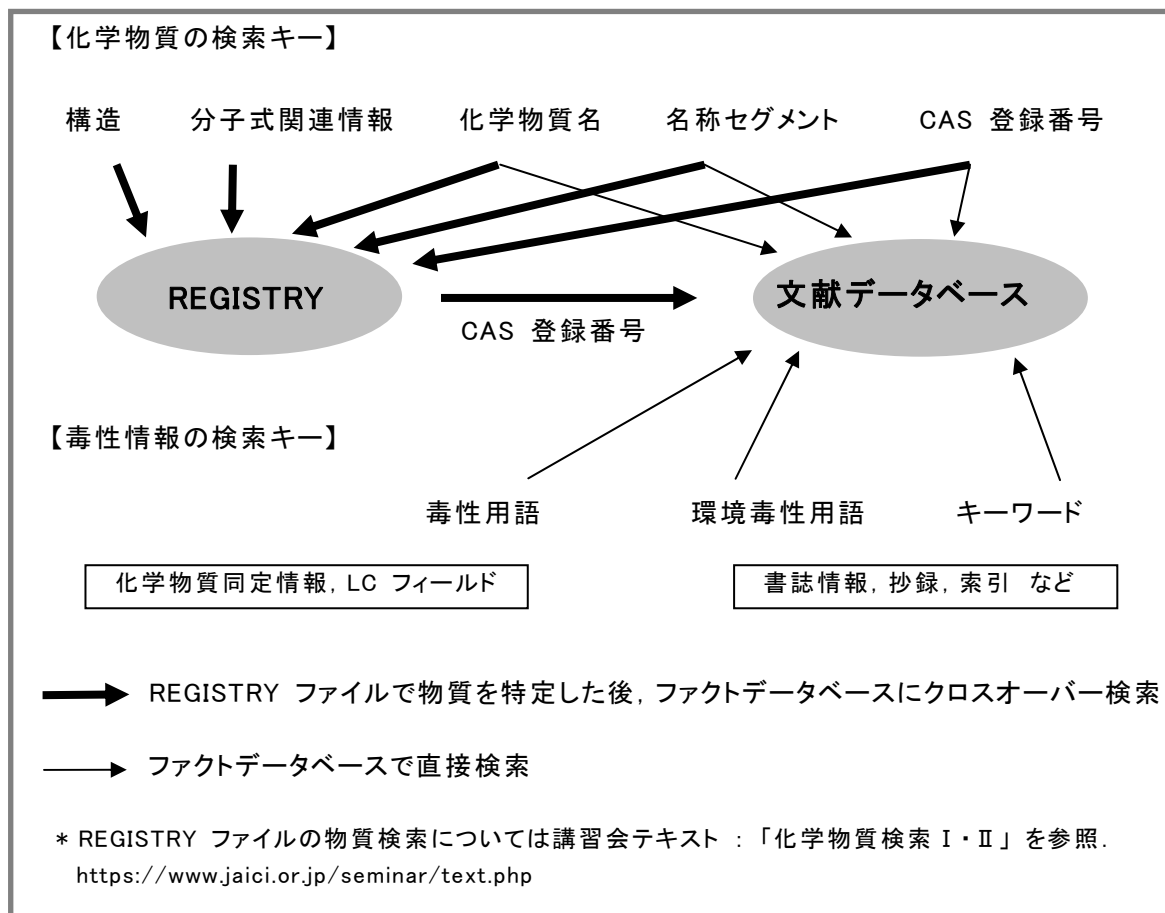 【化学物質の検索キー】
構造 分子式関連情報 化学物質名 名称セグメント CAS 登録番号
REGISTRY 文献データベース
CAS 登録番号
【毒性情報の検索キー】
毒性用語 環境毒性用語 キーワード
化学物質同定情報, LC フィールド 書誌情報, 抄録, 索引 など
REGISTRY ファイルで物質を特定した後, ファクトデータベースにクロスオーバー検索
ファクトデータベースで直接検索
* REGISTRY ファイルの物質検索については講習会テキスト : 「化学物質検索 I・II」 を参照.
https://www.jaici.or.jp/seminar/text.php